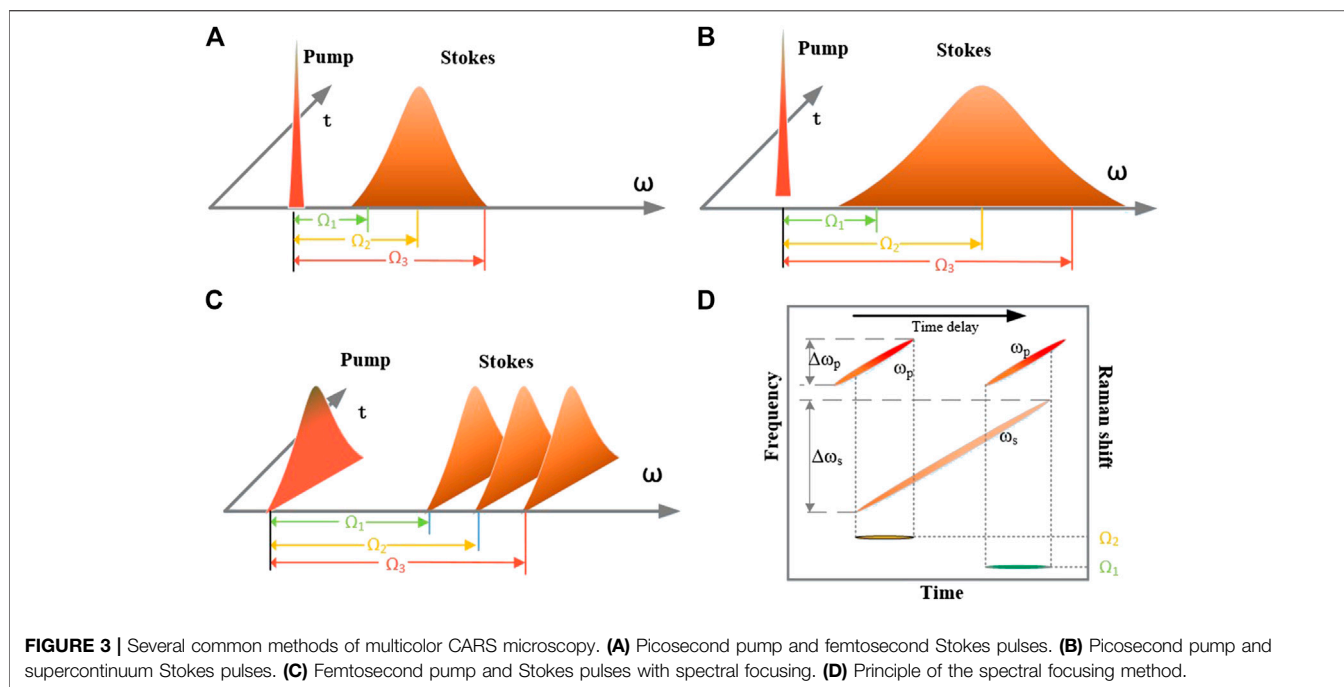 A
Pump
Stokes
t
ω
Ω₁
Ω₂
Ω₃
B
Pump
Stokes
t
ω
Ω₁
Ω₂
Ω₃
C
Pump
Stokes
t
ω
Ω₁
Ω₂
Ω₃
D
Time delay
Δωₚ
ωₚ
ωₚ
Frequency
Raman shift
Δωₛ
ωₛ
Ω₂
Ω₁
Time
FIGURE 3 | Several common methods of multicolor CARS microscopy. (A) Picosecond pump and femtosecond Stokes pulses. (B) Picosecond pump and
supercontinuum Stokes pulses. (C) Femtosecond pump and Stokes pulses with spectral focusing. (D) Principle of the spectral focusing method.